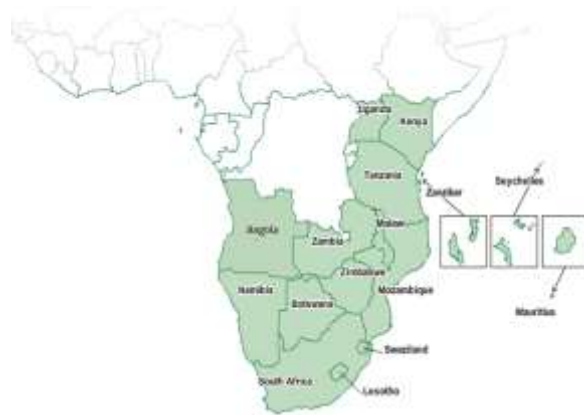 Uganda
Kenya
Tanzania
Seychelles
Zanzibar
Angola
Malawi
Zambia
Zimbabwe
Namibia
Mozambique
Botswana
Mauritius
Swaziland
South Africa
Lesotho